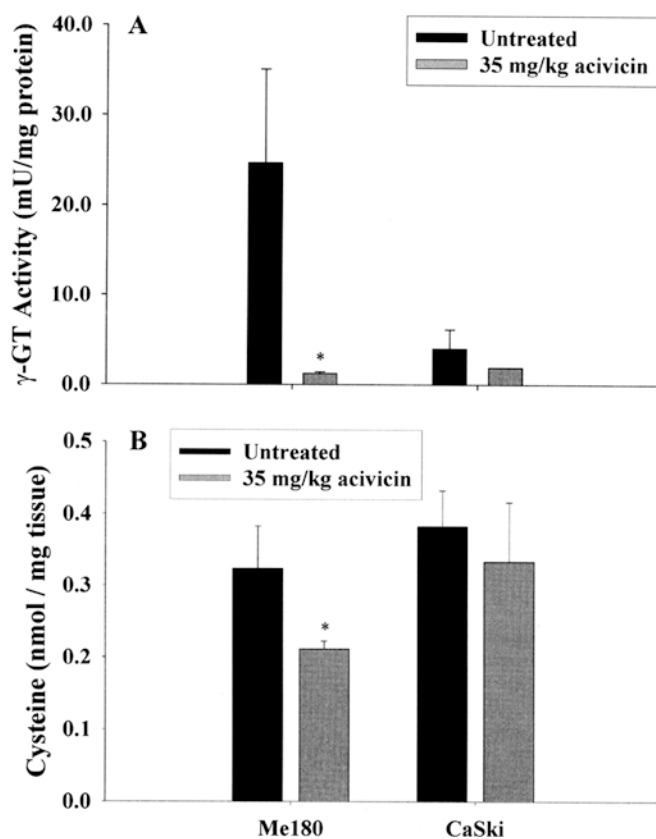 A
Untreated
35 mg/kg acivicin
γ-GT Activity (mU/mg protein)
40.0
30.0
20.0
10.0
0.0
*
B
Untreated
35 mg/kg acivicin
Cysteine (nmol / mg tissue)
0.5
0.4
0.3
0.2
0.1
0.0
*
Me180 CaSki